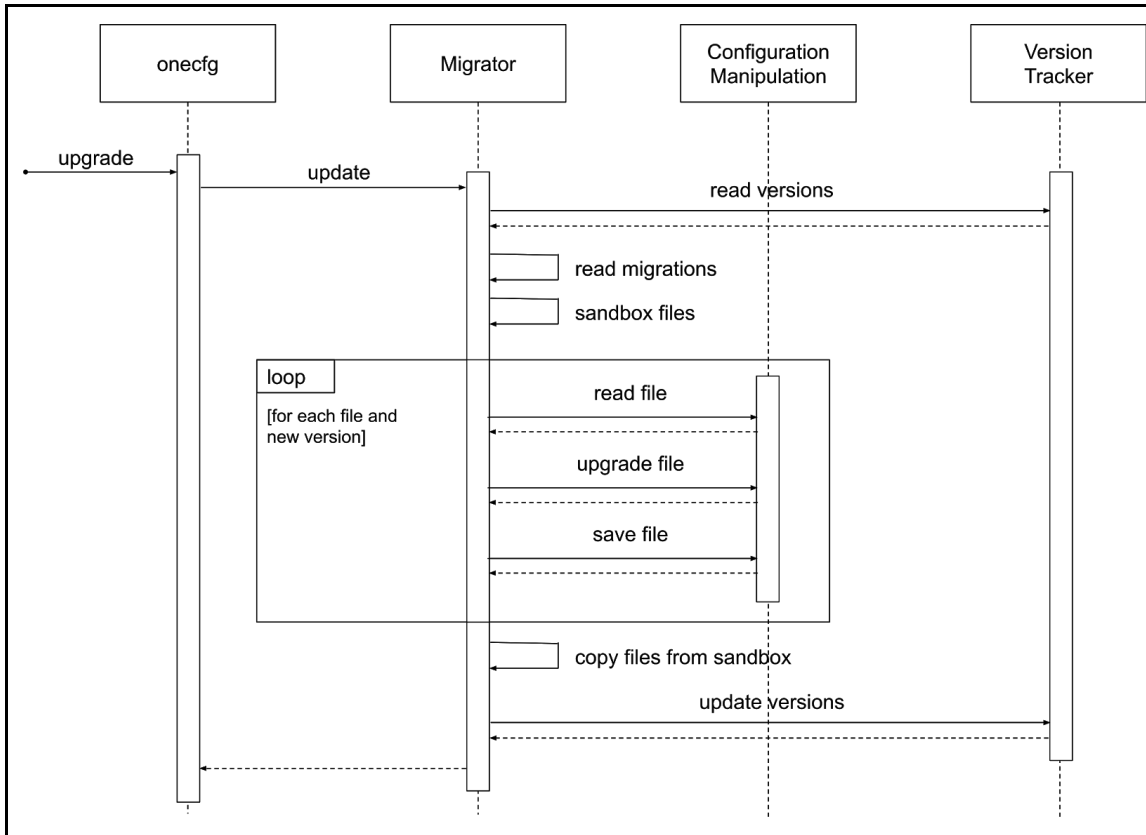 onecfg
Migrator
Configuration
Manipulation
Version
Tracker
upgrade
update
read versions
read migrations
sandbox files
loop
[for each file and
new version]
read file
upgrade file
save file
copy files from sandbox
update versions